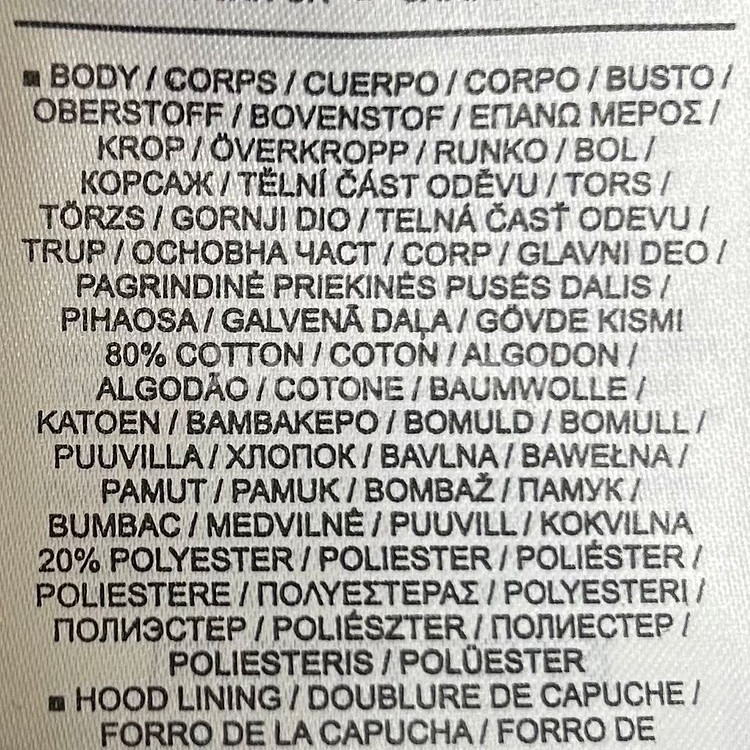 ■ BODY / CORPS / CUERPO / CORPO / BUSTO /
OBERSTOFF / BOVENSTOF / ΕΠΑΝΩ ΜΕΡΟΣ /
KROP / ÖVERKROPP / RUNKO / BOL /
КОРСАЖ / TĚLNÍ ČÁST ODĚVU / TORS /
TÖRZS / GORNJI DIO / TELNÁ ČASŤ ODEVU /
TRUP / ОСНОВНА ЧАСТ / CORP / GLAVNI DEO /
PAGRINDINĖ PRIEKINĖS PUSĖS DALIS /
PIHAOSA / GALVENĀ DAĻA / GÖVDE KISMI
80% COTTON / COTON / ALGODON /
ALGODÃO / COTONE / BAUMWOLLE /
KATOEN / ΒΑΜΒΑΚΕΡΟ / BOMULD / BOMULL /
PUUVILLA / ХЛОПОК / BAVLNA / BAWEŁNA /
PAMUT / PAMUK / BOMBAŽ / ПАМУК /
BUMBAC / MEDVILNĖ / PUUVILL / KOKVILNA
20% POLYESTER / POLIESTER / POLIÉSTER /
POLIESTERE / ΠΟΛΥΕΣΤΕΡΑΣ / POLYESTERI /
ПОЛИЭСТЕР / POLIÉSZTER / ПОЛИЕСТЕР /
POLIESTERIS / POLÜESTER
■ HOOD LINING / DOUBLURE DE CAPUCHE /
FORRO DE LA CAPUCHA / FORRO DE